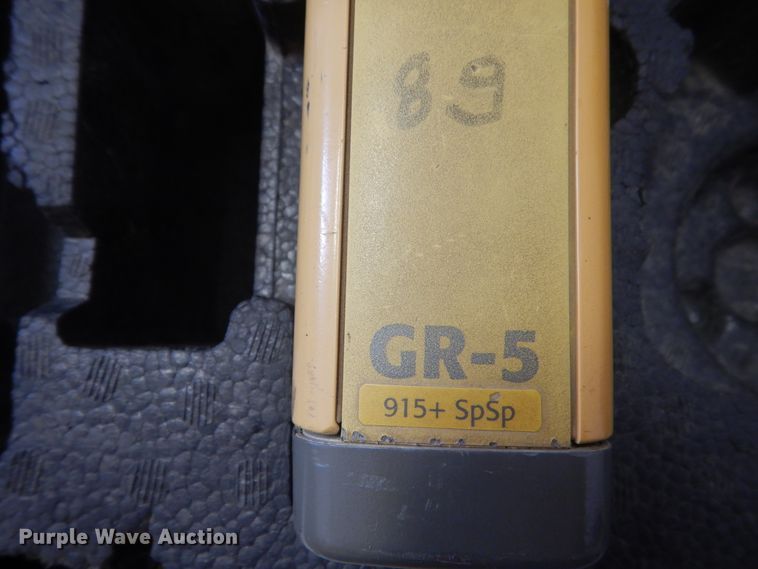 89
GR-5
915+ SpSp
Purple Wave Auction